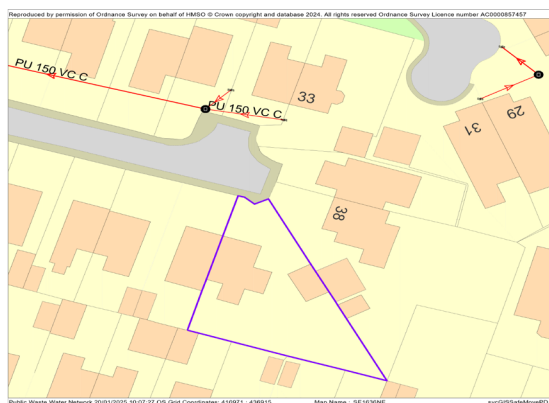 Reproduced by permission of Ordnance Survey on behalf of HMSO © Crown copyright and database 2024. All rights reserved Ordnance Survey Licence number AC0000857457
PU 150 VC C
PU 150 VC C
33
31
29
38
Public Waste Water Network 20/01/2025 10:07:27 OS Grid Coordinates: 416971 : 436915 Map Name : SE1636NE svcGISSafeMovePD